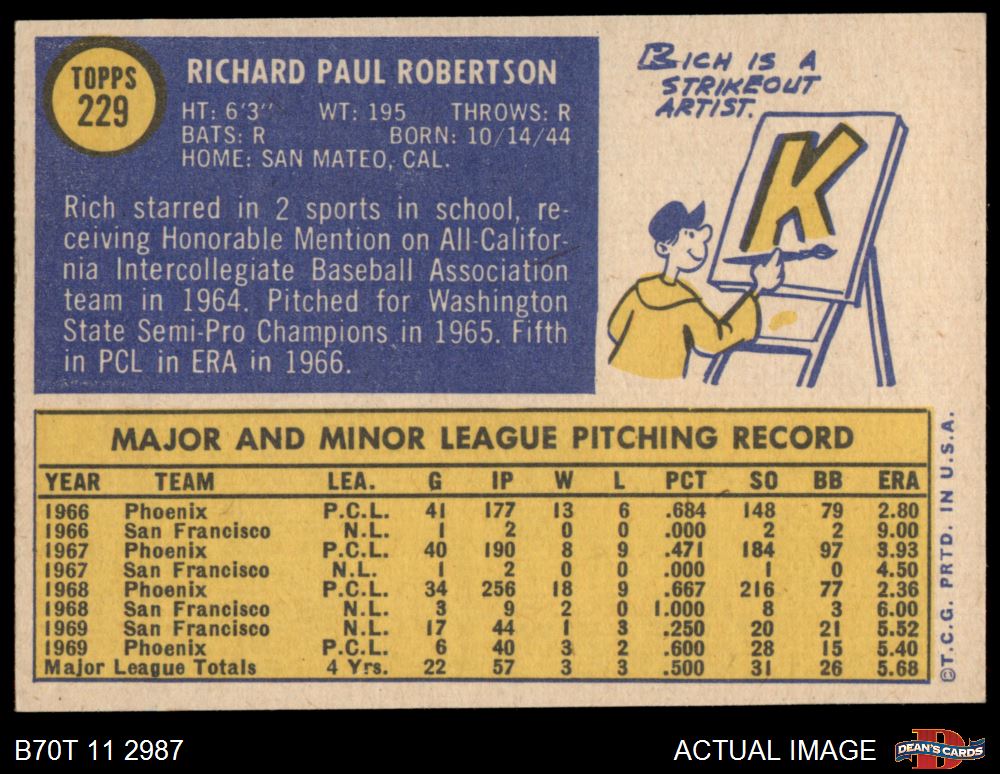 TOPPS
229
RICHARD PAUL ROBERTSON
HT: 6'3" WT: 195 THROWS: R
BATS: R BORN: 10/14/44
HOME: SAN MATEO, CAL.
Rich starred in 2 sports in school, re-
ceiving Honorable Mention on All-Califor-
nia Intercollegiate Baseball Association
team in 1964. Pitched for Washington
State Semi-Pro Champions in 1965. Fifth
in PCL in ERA in 1966.
RICH IS A
STRIKEOUT
ARTIST.
K
MAJOR AND MINOR LEAGUE PITCHING RECORD
YEAR TEAM LEA. G IP W L PCT SO BB ERA
1966 Phoenix P.C.L. 41 177 13 6 .684 148 79 2.80
1966 San Francisco N.L. 1 2 0 0 .000 2 2 9.00
1967 Phoenix P.C.L. 40 190 8 9 .471 184 97 3.93
1967 San Francisco N.L. 1 2 0 0 .000 1 0 4.50
1968 Phoenix P.C.L. 34 256 18 9 .667 216 77 2.36
1968 San Francisco N.L. 3 9 2 0 1.000 8 3 6.00
1969 San Francisco N.L. 17 44 1 3 .250 20 21 5.52
1969 Phoenix P.C.L. 6 40 3 2 .600 28 15 5.40
Major League Totals 4 Yrs. 22 57 3 3 .500 31 26 5.68
©T.C.G. PRTD. IN U.S.A.
B70T 11 2987
ACTUAL IMAGE
D
DEAN'S CARDS